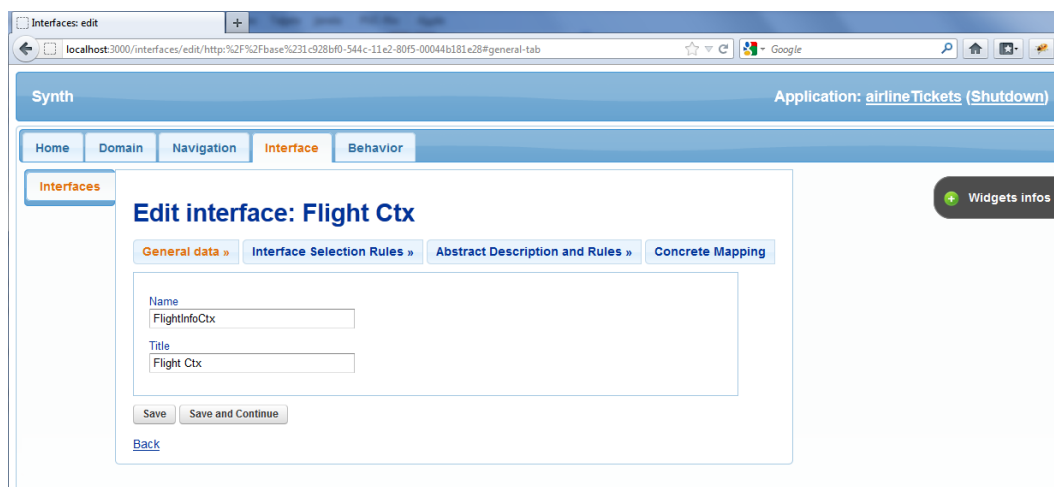 Interfaces: edit
+
localhost:3000/interfaces/edit/http:%2F%2Fbase%231c928bf0-544c-11e2-80f5-00044b181e28#general-tab
Google
Synth
Application: airlineTickets (Shutdown)
Home Domain Navigation Interface Behavior
Interfaces
Widgets infos
Edit interface: Flight Ctx
General data » Interface Selection Rules » Abstract Description and Rules » Concrete Mapping
Name
FlightInfoCtx
Title
Flight Ctx
Save Save and Continue
Back